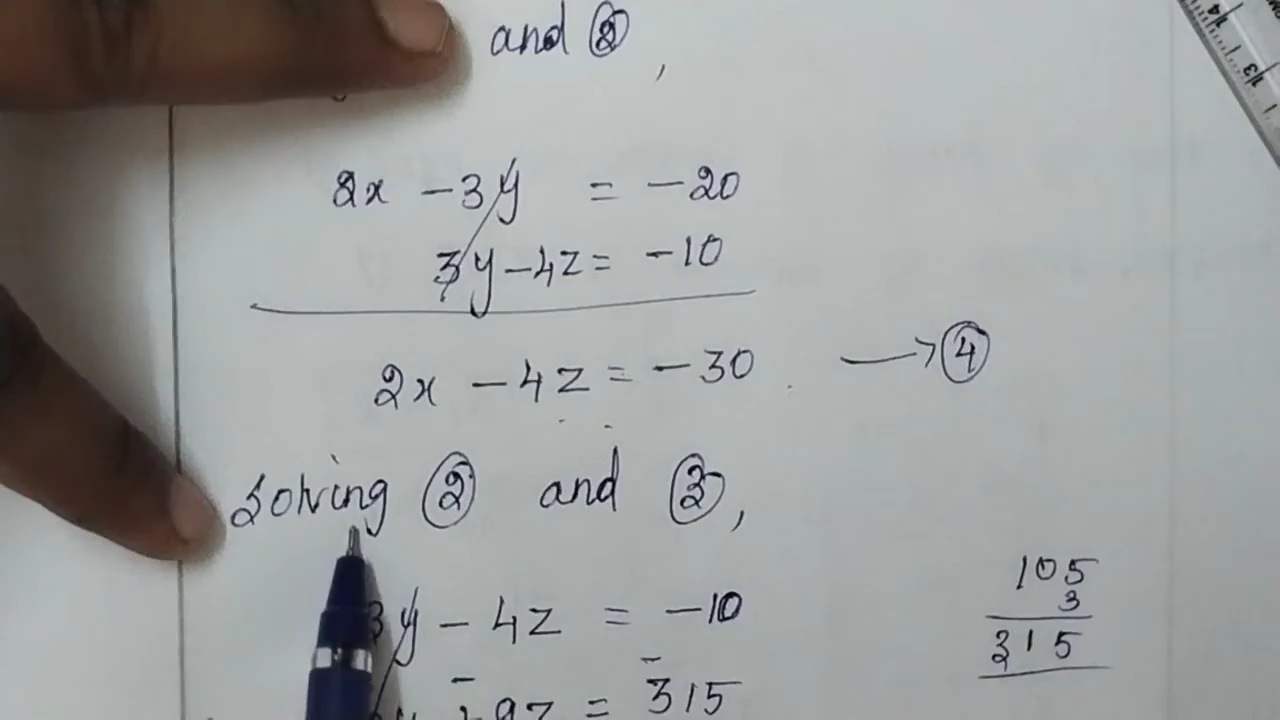 and ②,
2x - 3y = -20
3y - 4z = -10
2x - 4z = -30 → ④
Solving ② and ③,
3y - 4z = -10
105
3
315
9z = 315